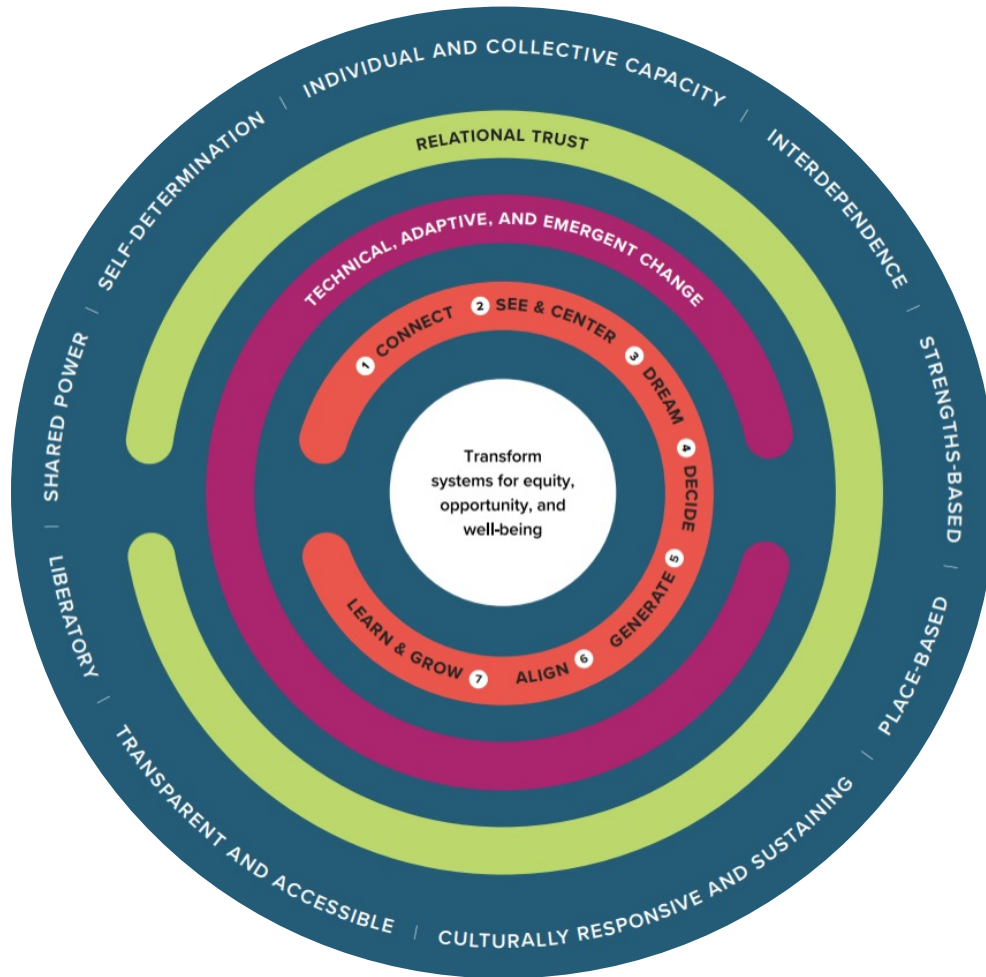 INDIVIDUAL AND COLLECTIVE CAPACITY
INTERDEPENDENCE
STRENGTHS-BASED
PLACE-BASED
CULTURALLY RESPONSIVE AND SUSTAINING
TRANSPARENT AND ACCESSIBLE
LIBERATORY
SHARED POWER
SELF-DETERMINATION
RELATIONAL TRUST
TECHNICAL, ADAPTIVE, AND EMERGENT CHANGE
1 CONNECT
2 SEE & CENTER
3 DREAM
4 DECIDE
5 GENERATE
6 ALIGN
7 LEARN & GROW
Transform
systems for equity,
opportunity, and
well-being